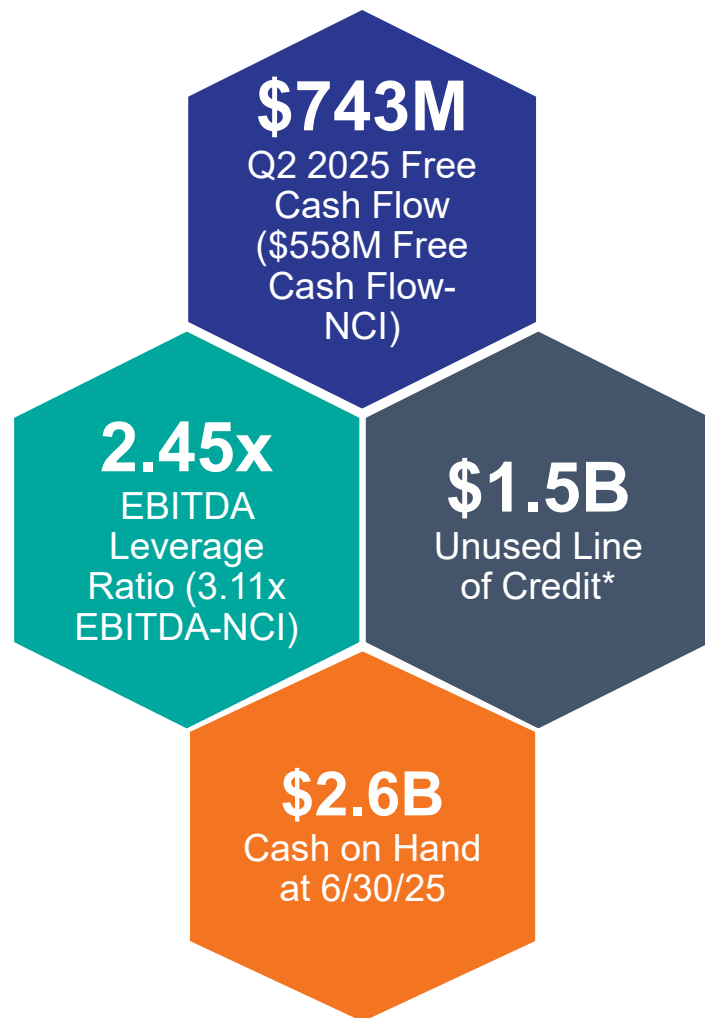 $743M
Q2 2025 Free
Cash Flow
($558M Free
Cash Flow-
NCI)
2.45x
EBITDA
Leverage
Ratio (3.11x
EBITDA-NCI)
$1.5B
Unused Line
of Credit*
$2.6B
Cash on Hand
at 6/30/25